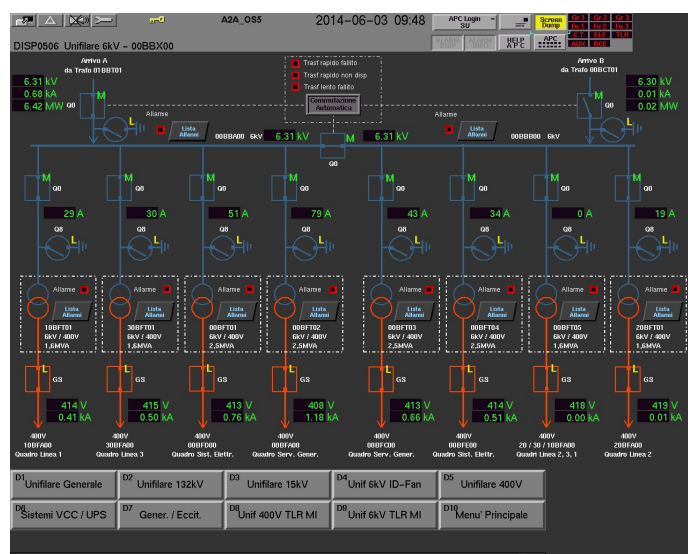 A2A_OS5 2014-06-03 09:48 APC Login SU Screen Dump Gr 1 Gr 2 Gr 3
ALARM DISP ALARM INFO HELP APC APC CT ELE TLR
AUX RCE
DISP0506 Unifilare 6kV - 00BBX00
Arrivo A Trasf rapido fallito Arrivo B
da Trafo 01BBT01 Trasf rapido non disp da Trafo 00BCT01
6.31 kV Trasf lento fallito 6.30 kV
0.68 kA M Commutazione Automatica M 0.01 kA
6.42 MW Q0 Q0 0.02 MW
Allarme Allarme
L Lista Allarmi 00BBA00 6kV 6.31 kV M 6.31 kV Lista Allarmi 00BBB00 6kV L
Q0
M M M M M M M M
Q0 Q0 Q0 Q0 Q0 Q0 Q0 Q0
29 A 30 A 51 A 79 A 43 A 34 A 0 A 19 A
Q8 Q8 Q8 Q8 Q8 Q8 Q8 Q8
L L L L L L L L
Allarme Allarme Allarme Allarme Allarme Allarme Allarme Allarme
Lista Allarmi Lista Allarmi Lista Allarmi Lista Allarmi Lista Allarmi Lista Allarmi Lista Allarmi Lista Allarmi
10BFT01 30BFT01 00BFT01 00BFT02 00BFT03 00BFT04 00BFT05 20BFT01
6kV / 400V 6kV / 400V 6kV / 400V 6kV / 400V 6kV / 400V 6kV / 400V 6kV / 400V 6kV / 400V
1,6MVA 1,6MVA 2,5MVA 2,5MVA 2,5MVA 2,5MVA 1,6MVA 1,6MVA
L L L L L L L L
GS GS GS GS GS GS GS GS
414 V 415 V 413 V 408 V 413 V 414 V 418 V 419 V
0.41 kA 0.50 kA 0.76 kA 1.18 kA 0.66 kA 0.51 kA 0.00 kA 0.01 kA
400V 400V 400V 400V 400V 400V 400V 400V
10BFA00 30BFA00 00BFD00 00BFA00 00BFC00 00BFE00 20 / 30 / 10BFA00 20BFA00
Quadro Linea 1 Quadro Linea 3 Quadro Sist. Elettr. Quadro Serv. Gener. Quadro Serv. Gener. Quadro Sist. Elettr. Quadri Linea 2, 3, 1 Quadro Linea 2
D1 Unifilare Generale D2 Unifilare 132kV D3 Unifilare 15kV D4 Unif 6kV ID-Fan D5 Unifilare 400V
D6 Sistemi VCC / UPS D7 Gener. / Eccit. D8 Unif 400V TLR MI D9 Unif 6kV TLR MI D10 Menu' Principale